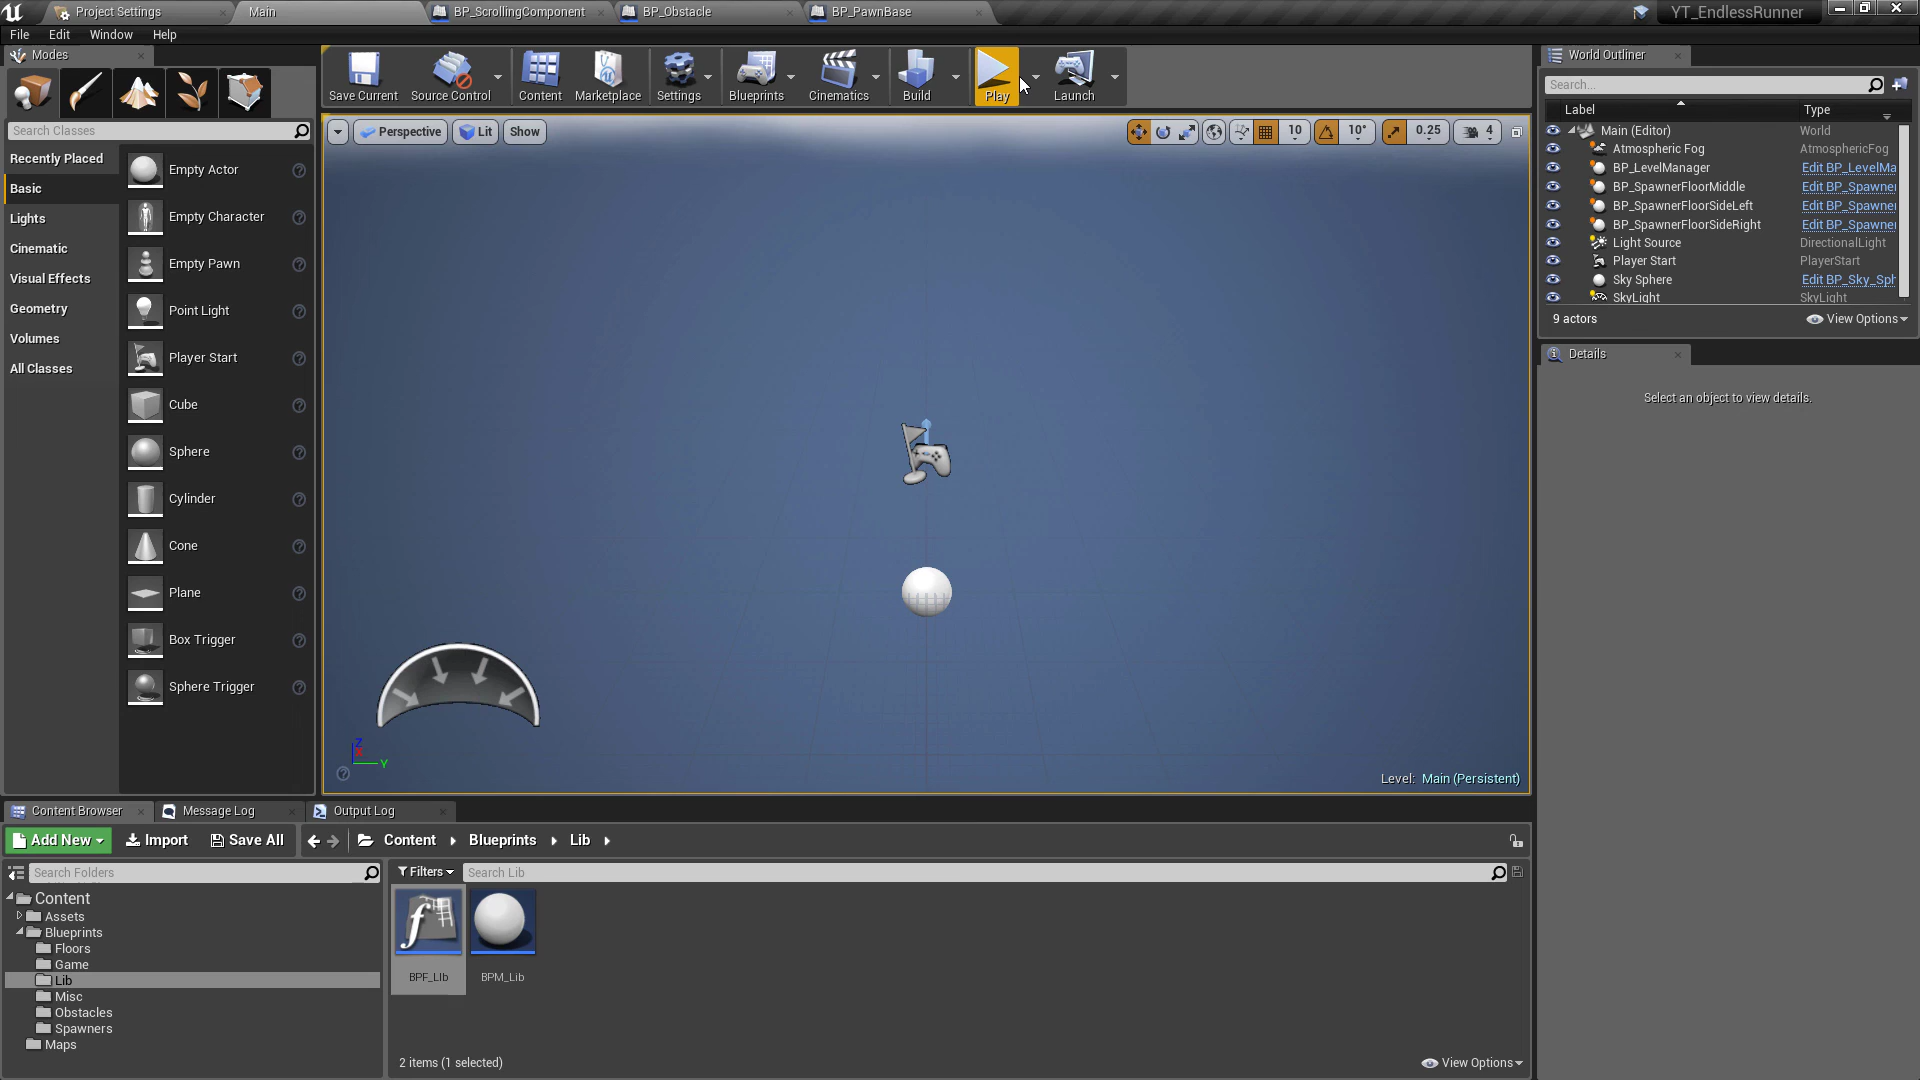 Project Settings
Main
BP_ScrollingComponent
BP_Obstacle
BP_PawnBase
YT_EndlessRunner
File
Edit
Window
Help
Modes
Save Current
Source Control
Content
Marketplace
Settings
Blueprints
Cinematics
Build
Play
Launch
World Outliner
Search...
Label
Type
Main (Editor)
World
Atmospheric Fog
AtmosphericFog
BP_LevelManager
Edit BP_LevelMa
BP_SpawnerFloorMiddle
Edit BP_Spawner
BP_SpawnerFloorSideLeft
Edit BP_Spawner
BP_SpawnerFloorSideRight
Edit BP_Spawner
Light Source
DirectionalLight
Player Start
PlayerStart
Sky Sphere
Edit BP_Sky_Sph
SkyLight
SkyLight
9 actors
View Options
Details
Select an object to view details.
Search Classes
Recently Placed
Basic
Lights
Cinematic
Visual Effects
Geometry
Volumes
All Classes
Empty Actor
Empty Character
Empty Pawn
Point Light
Player Start
Cube
Sphere
Cylinder
Cone
Plane
Box Trigger
Sphere Trigger
Perspective
Lit
Show
10
10°
0.25
4
Z
X
Y
Level: Main (Persistent)
Content Browser
Message Log
Output Log
Add New
Import
Save All
Content
Blueprints
Lib
Search Folders
Filters
Search Lib
Content
Assets
Blueprints
Floors
Game
Lib
Misc
Obstacles
Spawners
Maps
BPF_LIb
BPM_Lib
2 items (1 selected)
View Options